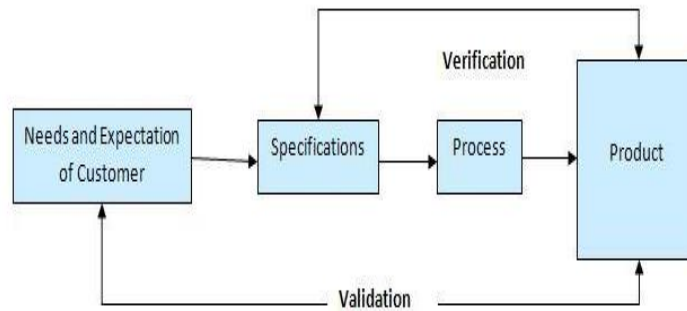 Verification
Needs and Expectation
of Customer
Specifications
Process
Product
Validation